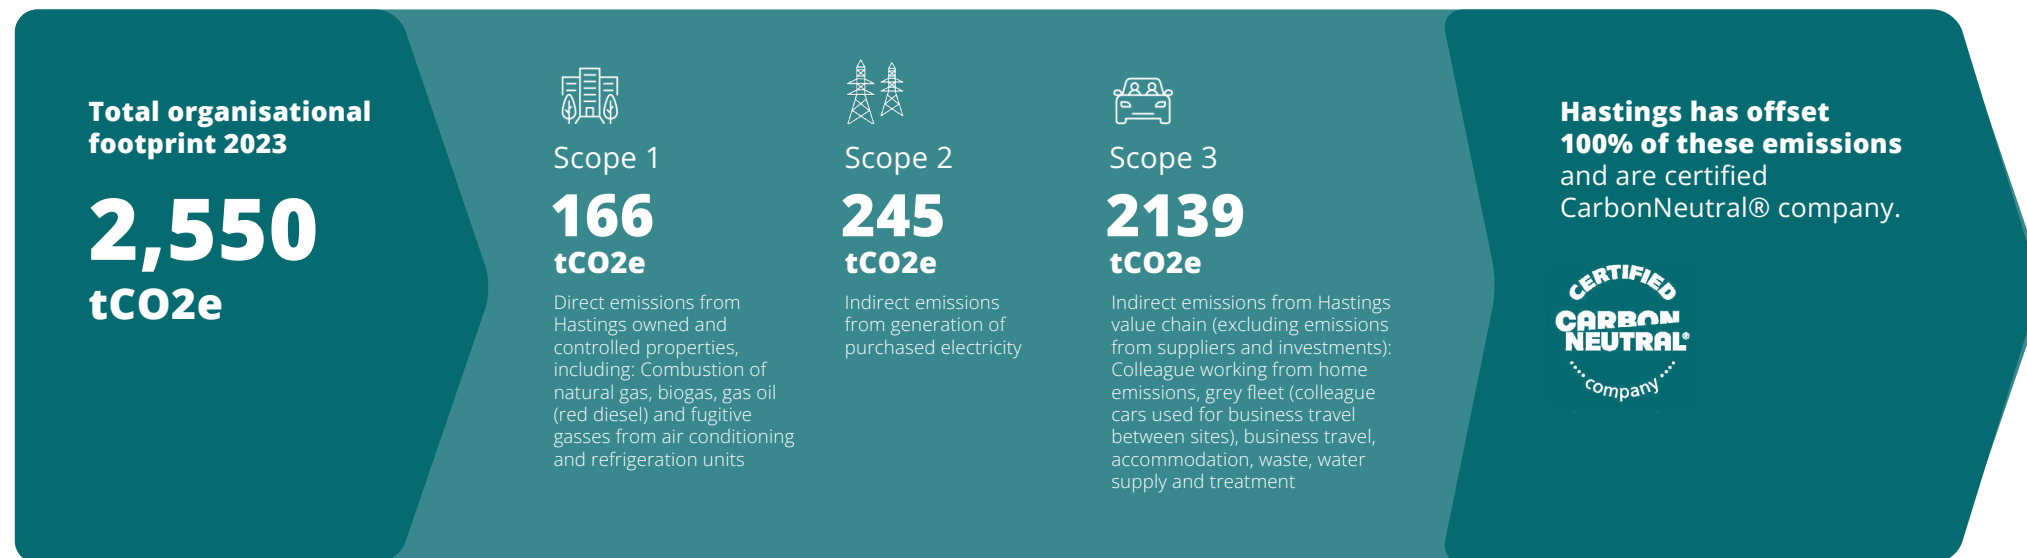 Total organisational
footprint 2023
2,550
tCO2e
Scope 1
166
tCO2e
Direct emissions from
Hastings owned and
controlled properties,
including: Combustion of
natural gas, biogas, gas oil
(red diesel) and fugitive
gasses from air conditioning
and refrigeration units
Scope 2
245
tCO2e
Indirect emissions
from generation of
purchased electricity
Scope 3
2139
tCO2e
Indirect emissions from Hastings
value chain (excluding emissions
from suppliers and investments):
Colleague working from home
emissions, grey fleet (colleague
cars used for business travel
between sites), business travel,
accommodation, waste, water
supply and treatment
Hastings has offset
100% of these emissions
and are certified
CarbonNeutral® company.
CERTIFIED
CARBON
NEUTRAL®
company